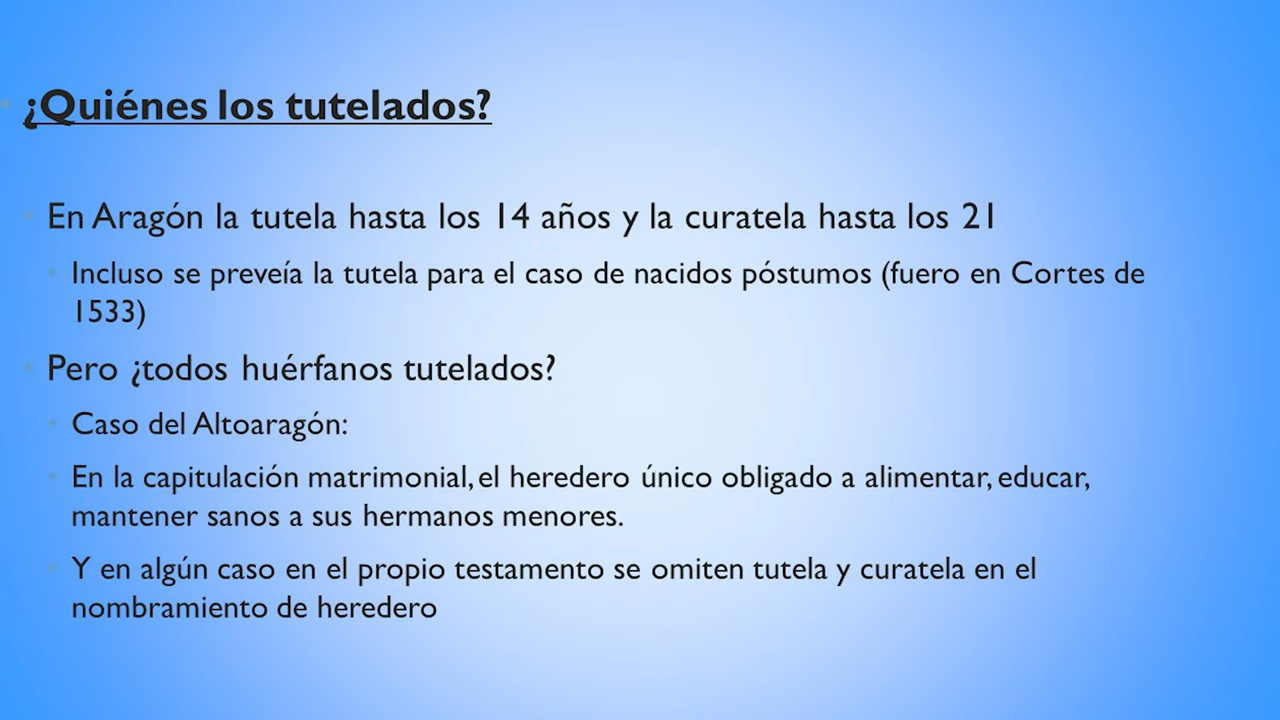 ¿Quiénes los tutelados?
En Aragón la tutela hasta los 14 años y la curatela hasta los 21
Incluso se preveía la tutela para el caso de nacidos póstumos (fuero en Cortes de
1533)
Pero ¿todos huérfanos tutelados?
Caso del Altoaragón:
En la capitulación matrimonial, el heredero único obligado a alimentar, educar,
mantener sanos a sus hermanos menores.
Y en algún caso en el propio testamento se omiten tutela y curatela en el
nombramiento de heredero